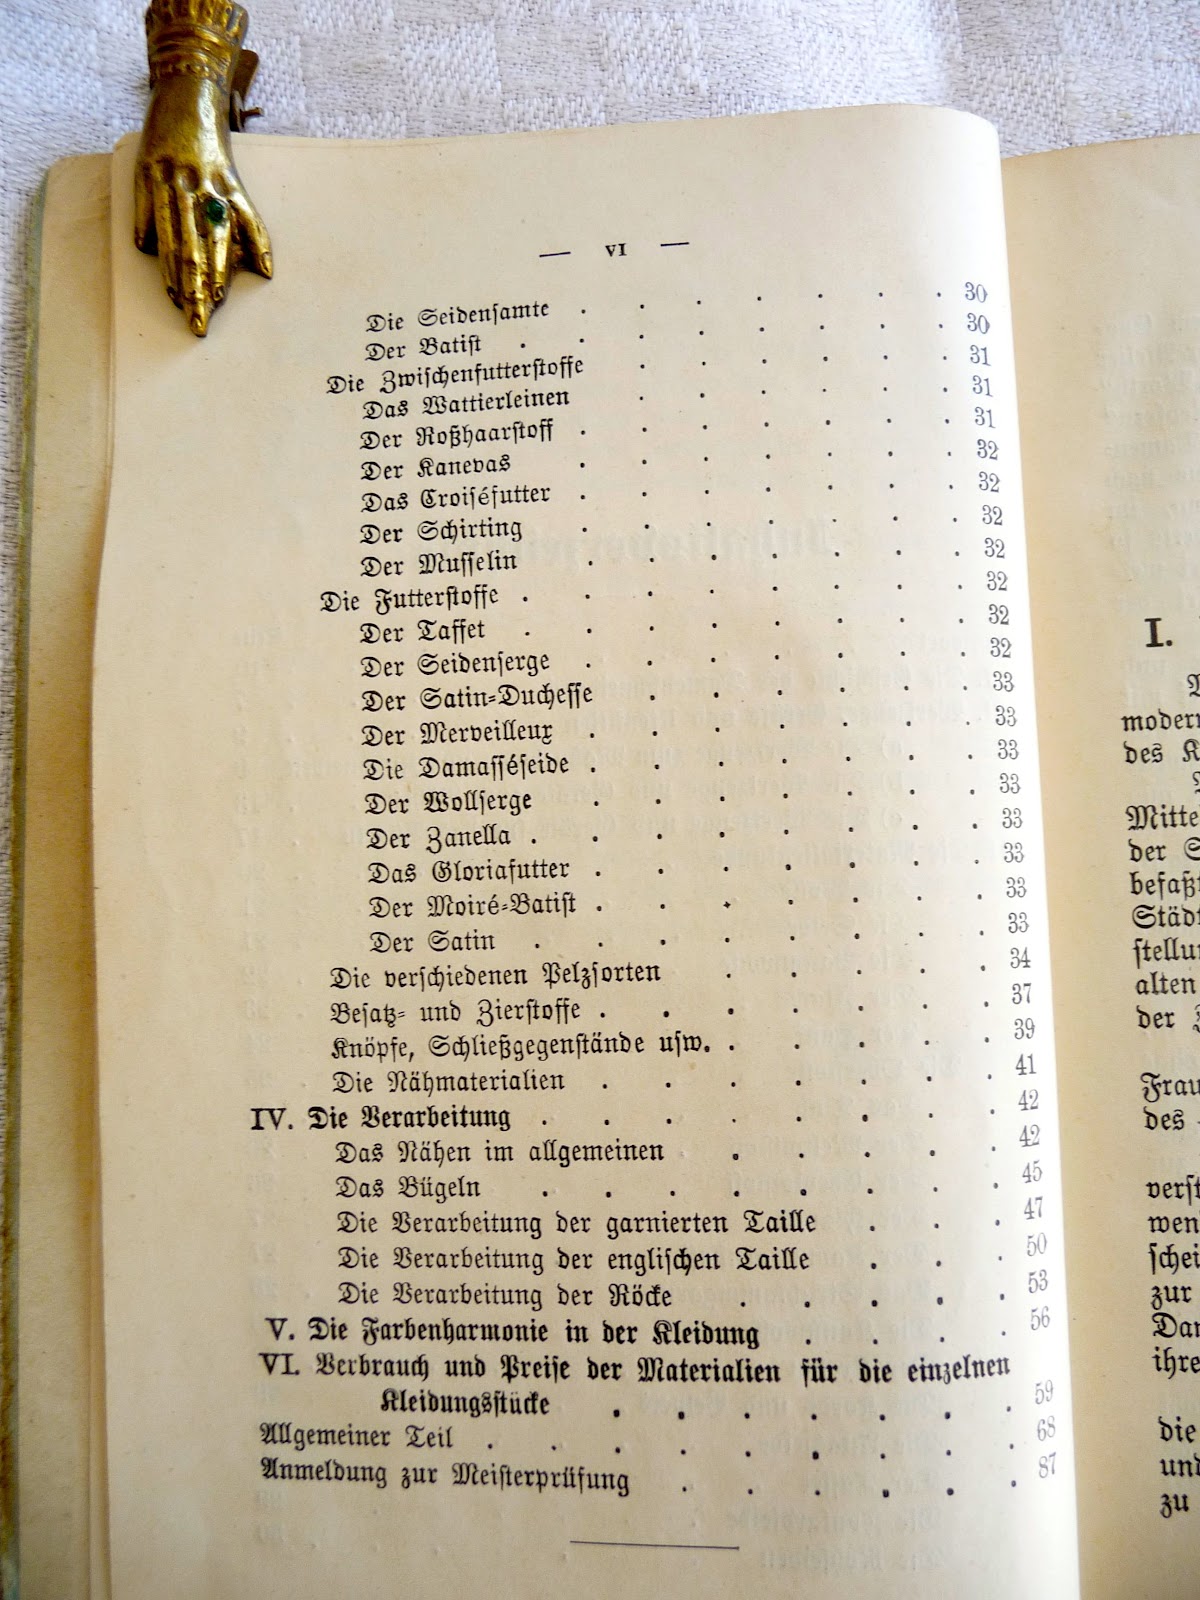 — VI —
Die Seidensamte . . . . . . . 30
Der Batist . . . . . . . . 30
Die Zwischenfutterstoffe . . . . . . 31
Das Wattierleinen . . . . . . 31
Der Roßhaarstoff . . . . . . . 31
Der Kanevas . . . . . . . 32
Das Croiséfutter . . . . . . . 32
Der Schirting . . . . . . . 32
Der Musselin . . . . . . . 32
Die Futterstoffe . . . . . . . . 32
Der Taffet . . . . . . . . 32
Der Seidenserge . . . . . . . 32
Der Satin-Duchesse . . . . . . 33
Der Merveilleux . . . . . . . 33
Die Damasséseide . . . . . . . 33
Der Wollserge . . . . . . . 33
Der Zanella . . . . . . . . 33
Das Gloriafutter . . . . . . . 33
Der Moiré-Batist . . . . . . . 33
Der Satin . . . . . . . . 33
Die verschiedenen Pelzsorten . . . . . 34
Besatz- und Zierstoffe . . . . . . . 37
Knöpfe, Schließgegenstände usw. . . . . . 39
Die Nähmaterialien . . . . . . . 41
IV. Die Verarbeitung . . . . . . . . 42
Das Nähen im allgemeinen . . . . . 42
Das Bügeln . . . . . . . . 45
Die Verarbeitung der garnierten Taille . . . 47
Die Verarbeitung der englischen Taille . . . 50
Die Verarbeitung der Röcke . . . . . 53
V. Die Farbenharmonie in der Kleidung . . . . 56
VI. Verbrauch und Preise der Materialien für die einzelnen
Kleidungsstücke . . . . . . 59
Allgemeiner Teil . . . . . . . . . 68
Anmeldung zur Meisterprüfung . . . . . . 87
I.
modern
des K
Mitte
der S
befaßt
Städt
stellun
alten
der
Frau
des
verst
wen
schei
zur
Dar
ihre
die
und
zu